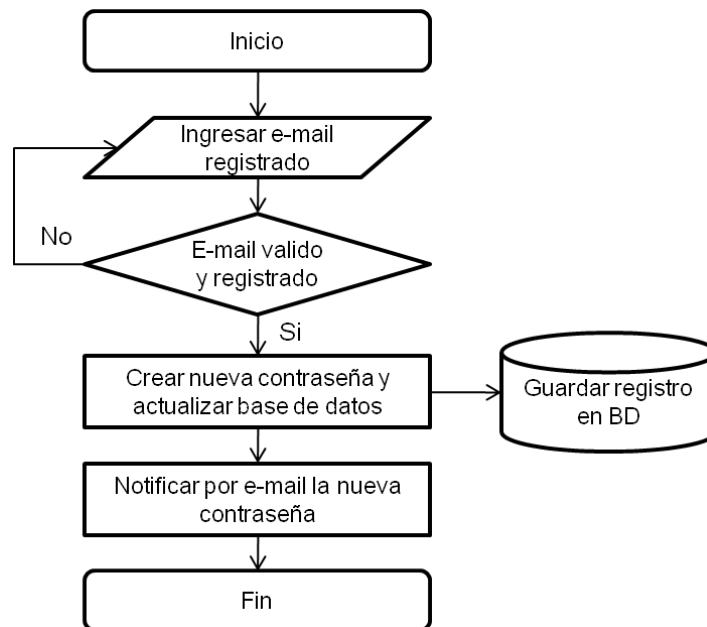 Inicio
Ingresar e-mail
registrado
No
E-mail valido
y registrado
Si
Crear nueva contraseña y
actualizar base de datos
Guardar registro
en BD
Notificar por e-mail la nueva
contraseña
Fin